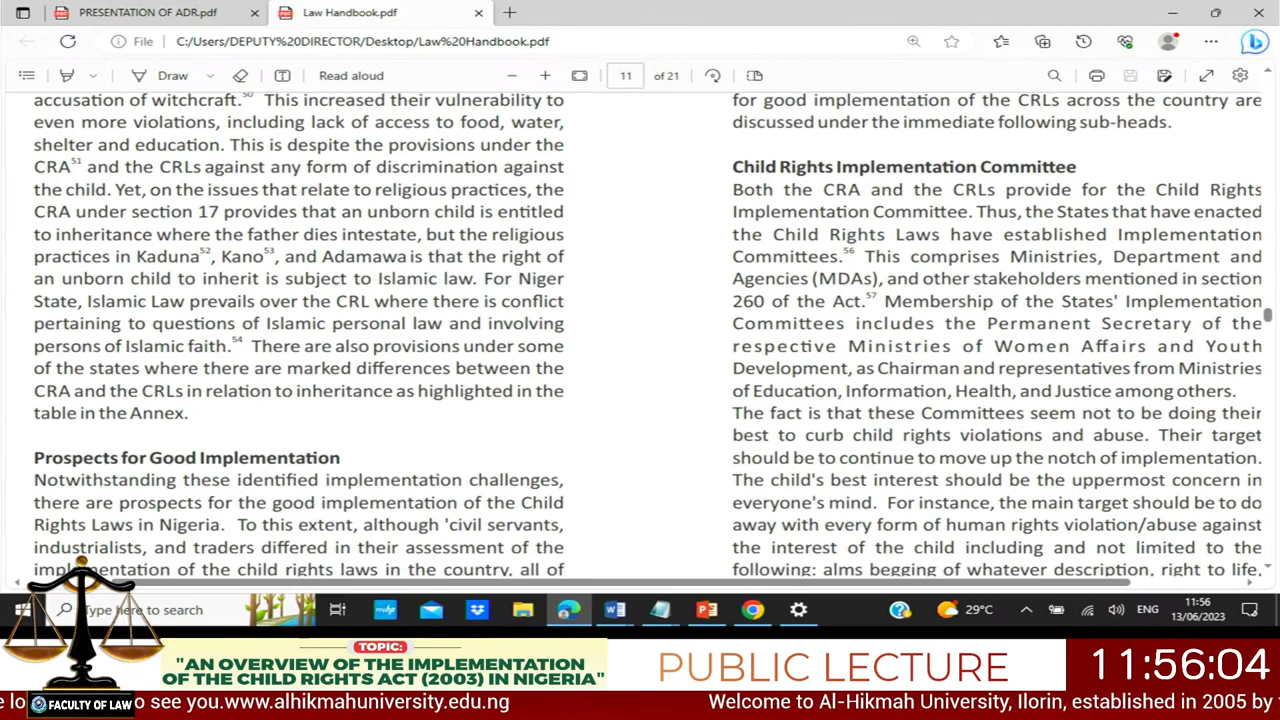 PRESENTATION OF ADR.pdf
Law Handbook.pdf
File
C:/Users/DEPUTY%20DIRECTOR/Desktop/Law%20Handbook.pdf
Draw
Read aloud
11
of 21
accusation of witchcraft.50 This increased their vulnerability to
even more violations, including lack of access to food, water,
shelter and education. This is despite the provisions under the
CRA51 and the CRLs against any form of discrimination against
the child. Yet, on the issues that relate to religious practices, the
CRA under section 17 provides that an unborn child is entitled
to inheritance where the father dies intestate, but the religious
practices in Kaduna52, Kano53, and Adamawa is that the right of
an unborn child to inherit is subject to Islamic law. For Niger
State, Islamic Law prevails over the CRL where there is conflict
pertaining to questions of Islamic personal law and involving
persons of Islamic faith.54 There are also provisions under some
of the states where there are marked differences between the
CRA and the CRLs in relation to inheritance as highlighted in the
table in the Annex.
Prospects for Good Implementation
Notwithstanding these identified implementation challenges,
there are prospects for the good implementation of the Child
Rights Laws in Nigeria. To this extent, although 'civil servants,
industrialists, and traders differed in their assessment of the
implementation of the child rights laws in the country, all of
for good implementation of the CRLs across the country are
discussed under the immediate following sub-heads.
Child Rights Implementation Committee
Both the CRA and the CRLs provide for the Child Rights
Implementation Committee. Thus, the States that have enacted
the Child Rights Laws have established Implementation
Committees.56 This comprises Ministries, Department and
Agencies (MDAs), and other stakeholders mentioned in section
260 of the Act.57 Membership of the States' Implementation
Committees includes the Permanent Secretary of the
respective Ministries of Women Affairs and Youth
Development, as Chairman and representatives from Ministries
of Education, Information, Health, and Justice among others.
The fact is that these Committees seem not to be doing their
best to curb child rights violations and abuse. Their target
should be to continue to move up the notch of implementation.
The child's best interest should be the uppermost concern in
everyone's mind. For instance, the main target should be to do
away with every form of human rights violation/abuse against
the interest of the child including and not limited to the
following: alms begging of whatever description, right to life,
Type here to search
29°C
ENG
11:56
13/06/2023
TOPIC:
"AN OVERVIEW OF THE IMPLEMENTATION
OF THE CHILD RIGHTS ACT (2003) IN NIGERIA"
PUBLIC LECTURE
11:56:04
FACULTY OF LAW
e lo to see you.www.alhikmahuniversity.edu.ng
Welcome to Al-Hikmah University, Ilorin, established in 2005 by